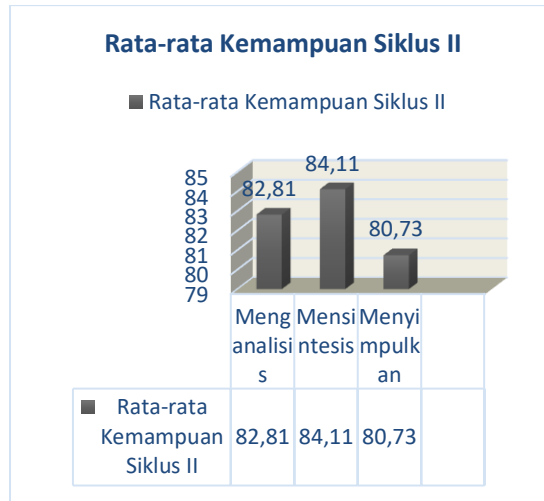 Rata-rata Kemampuan Siklus II
Rata-rata Kemampuan Siklus II
85
84
83
82
81
80
79
82,81
84,11
80,73
Meng
analisi
s
Mensi
ntesis
Menyi
mpulk
an
Rata-rata
Kemampuan
Siklus II
82,81 84,11 80,73